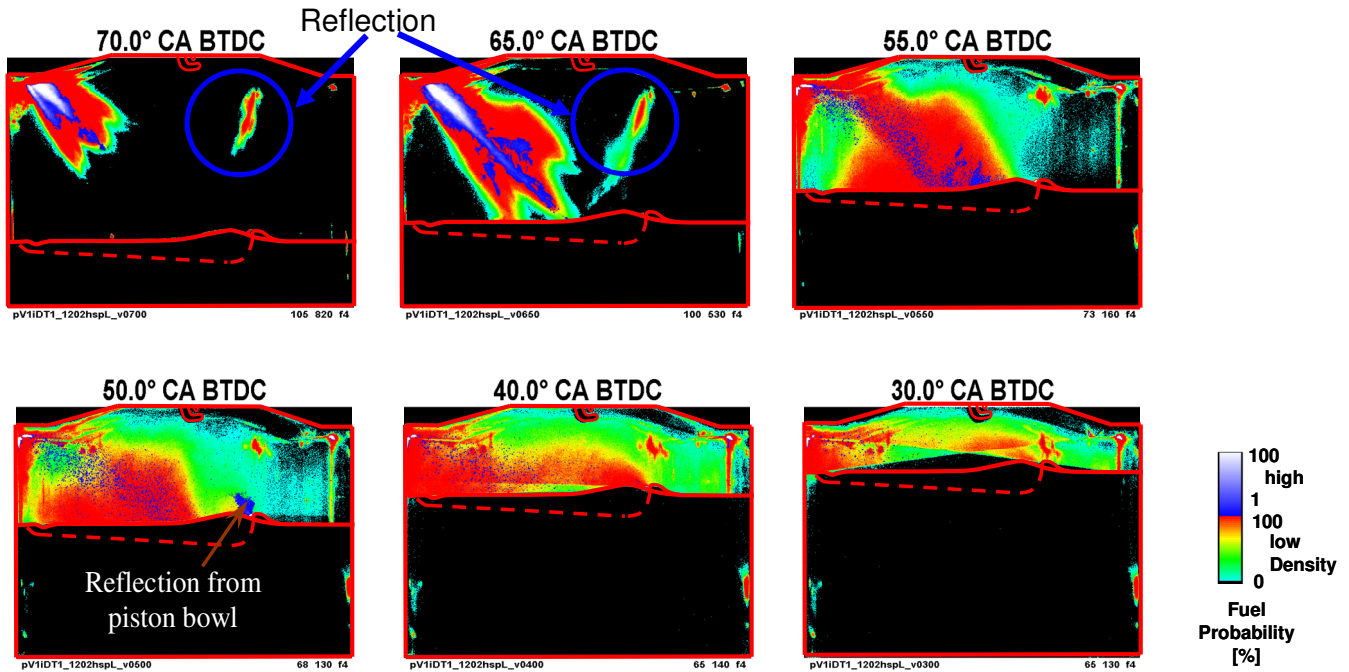 Reflection
70.0° CA BTDC
65.0° CA BTDC
55.0° CA BTDC
pV1iDT1_1202hspL_v0700
105 820 f4
pV1iDT1_1202hspL_v0650
100 530 f4
pV1iDT1_1202hspL_v0550
73 160 f4
50.0° CA BTDC
40.0° CA BTDC
30.0° CA BTDC
Reflection from
piston bowl
pV1iDT1_1202hspL_v0500
68 130 f4
pV1iDT1_1202hspL_v0400
65 140 f4
pV1iDT1_1202hspL_v0300
65 130 f4
100
high
1
100
low
Density
0
Fuel
Probability
[%]